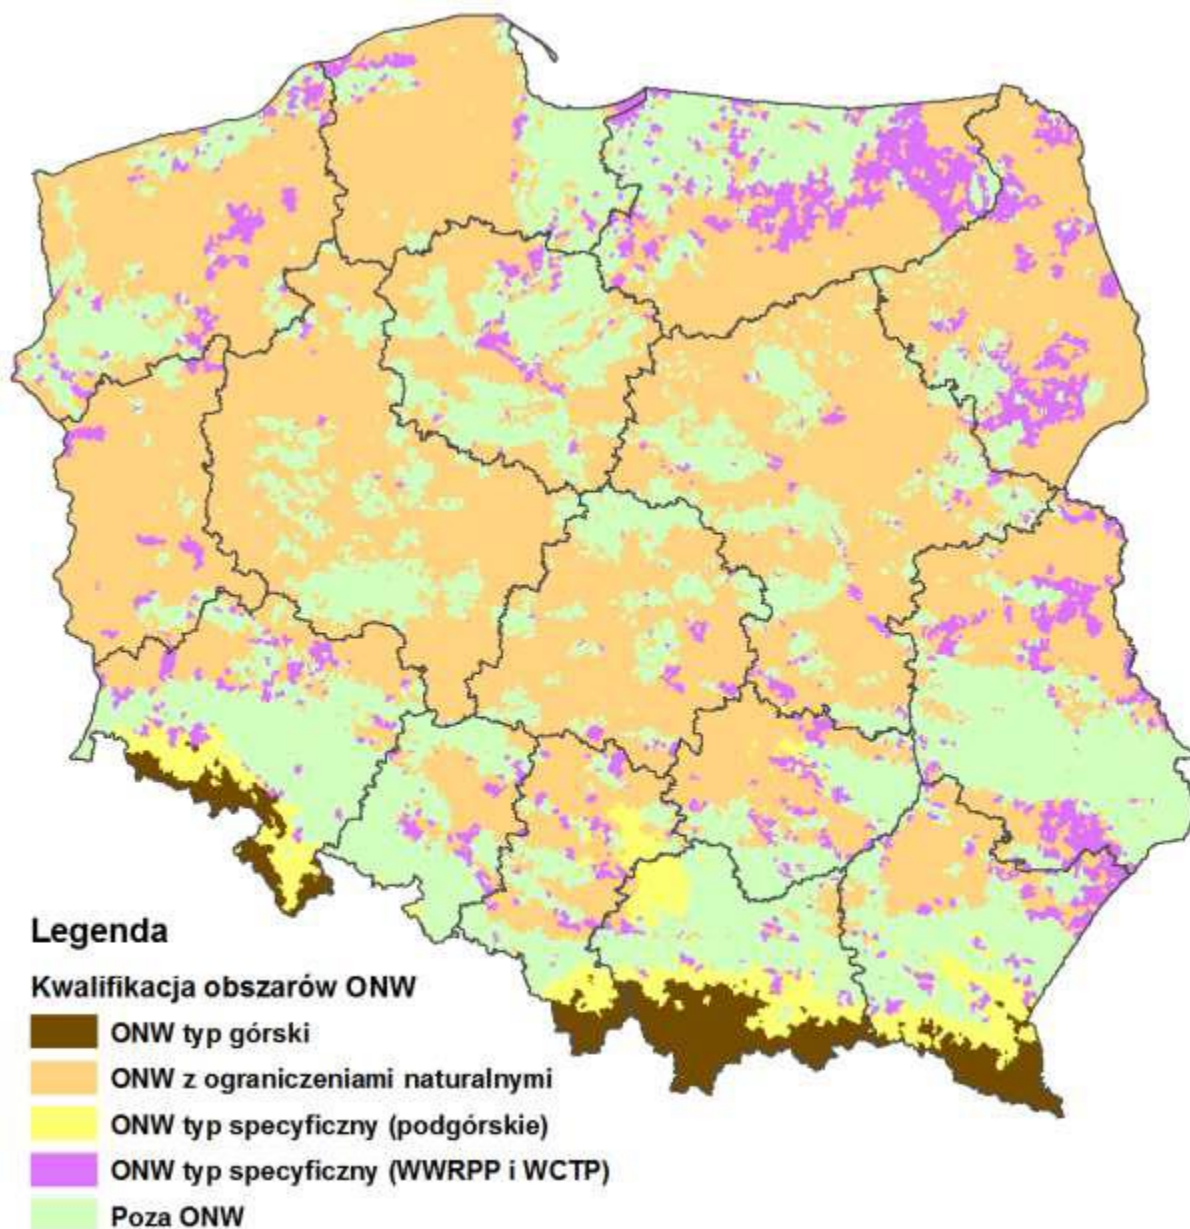 Legenda
Kwalifikacja obszarów ONW
ONW typ górski
ONW z ograniczeniami naturalnymi
ONW typ specyficzny (podgórskie)
ONW typ specyficzny (WWRPP i WCTP)
Poza ONW